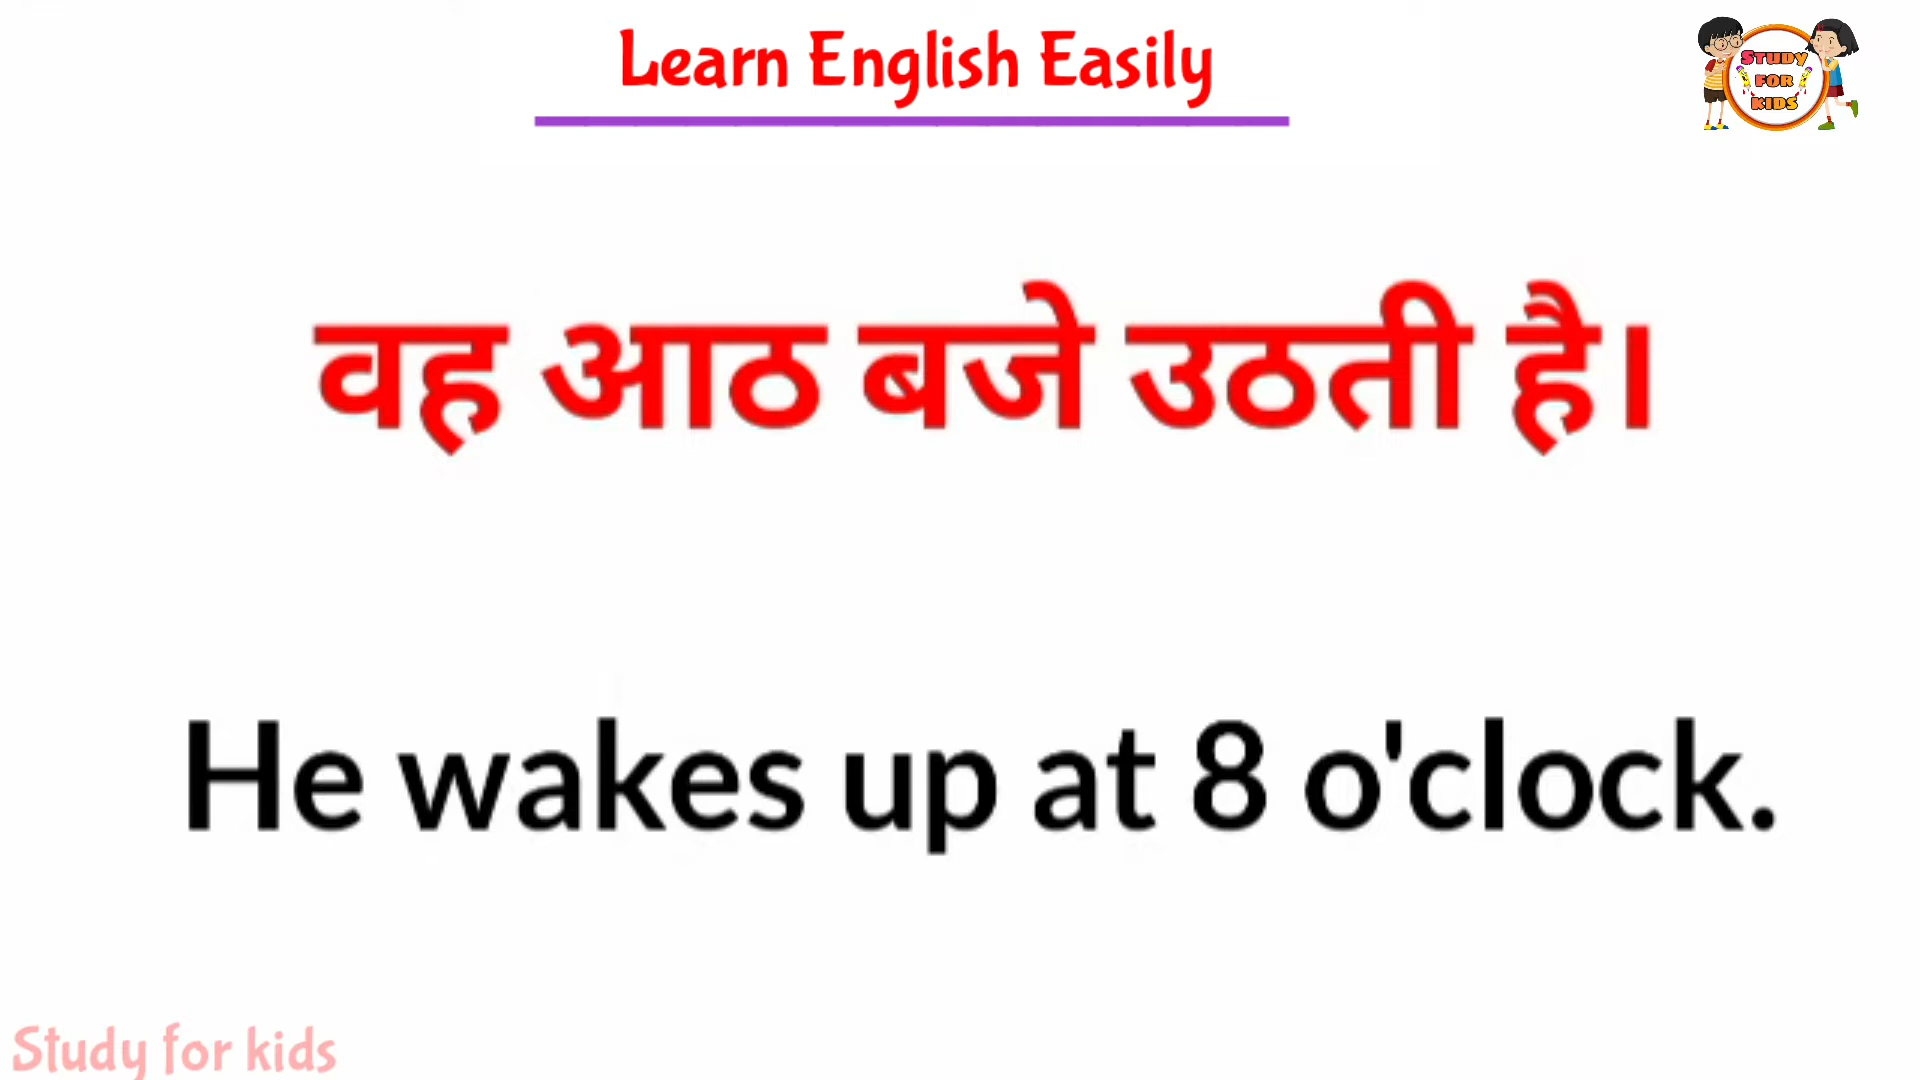 Learn English Easily
STUDY
FOR
KIDS
वह आठ बजे उठती है।
He wakes up at 8 o'clock.
Study for kids